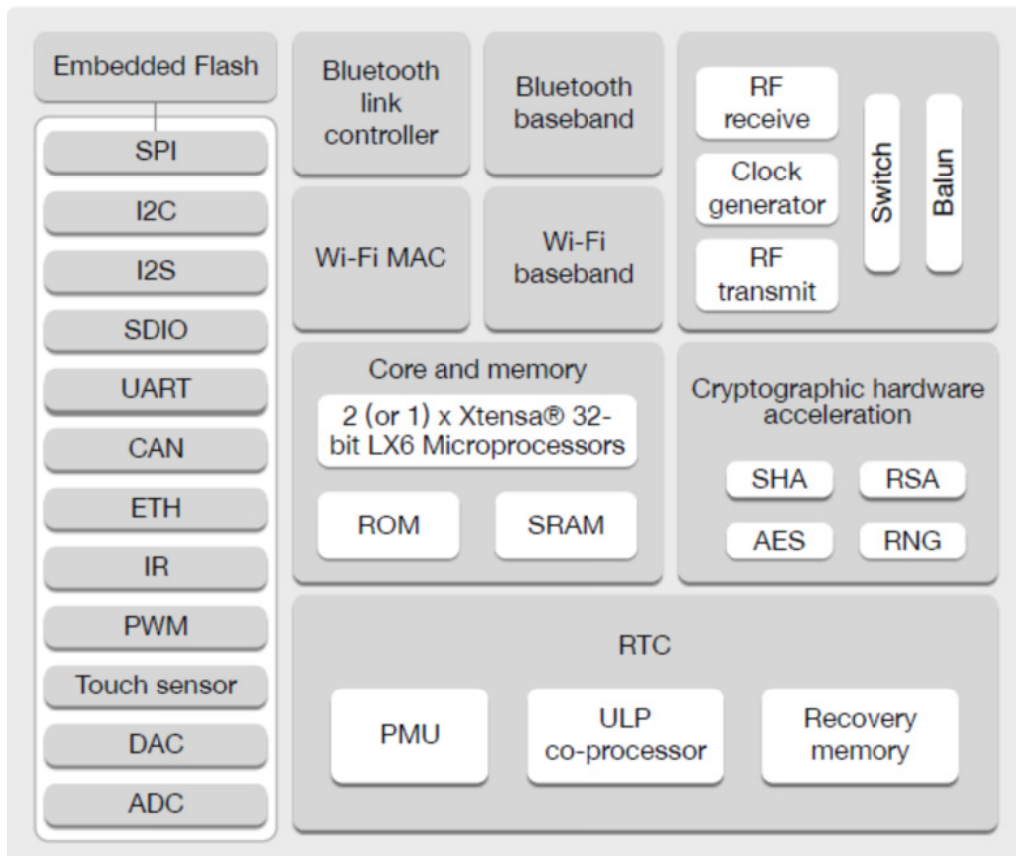 Embedded Flash
SPI
I2C
I2S
SDIO
UART
CAN
ETH
IR
PWM
Touch sensor
DAC
ADC
Bluetooth
link
controller
Bluetooth
baseband
Wi-Fi MAC
Wi-Fi
baseband
RF
receive
Clock
generator
RF
transmit
Switch
Balun
Core and memory
2 (or 1) x Xtensa® 32-
bit LX6 Microprocessors
ROM
SRAM
Cryptographic hardware
acceleration
SHA
RSA
AES
RNG
RTC
PMU
ULP
co-processor
Recovery
memory